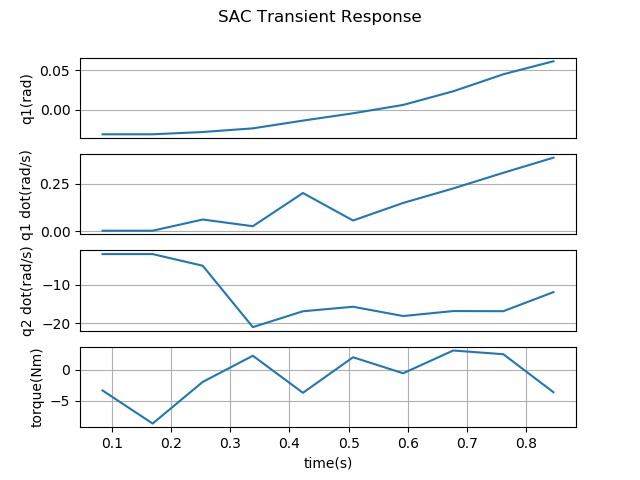 SAC Transient Response
q1(rad)
0.05
0.00
q1 dot(rad/s)
0.25
0.00
q2 dot(rad/s)
−10
−20
torque(Nm)
0
−5
0.1 0.2 0.3 0.4 0.5 0.6 0.7 0.8
time(s)